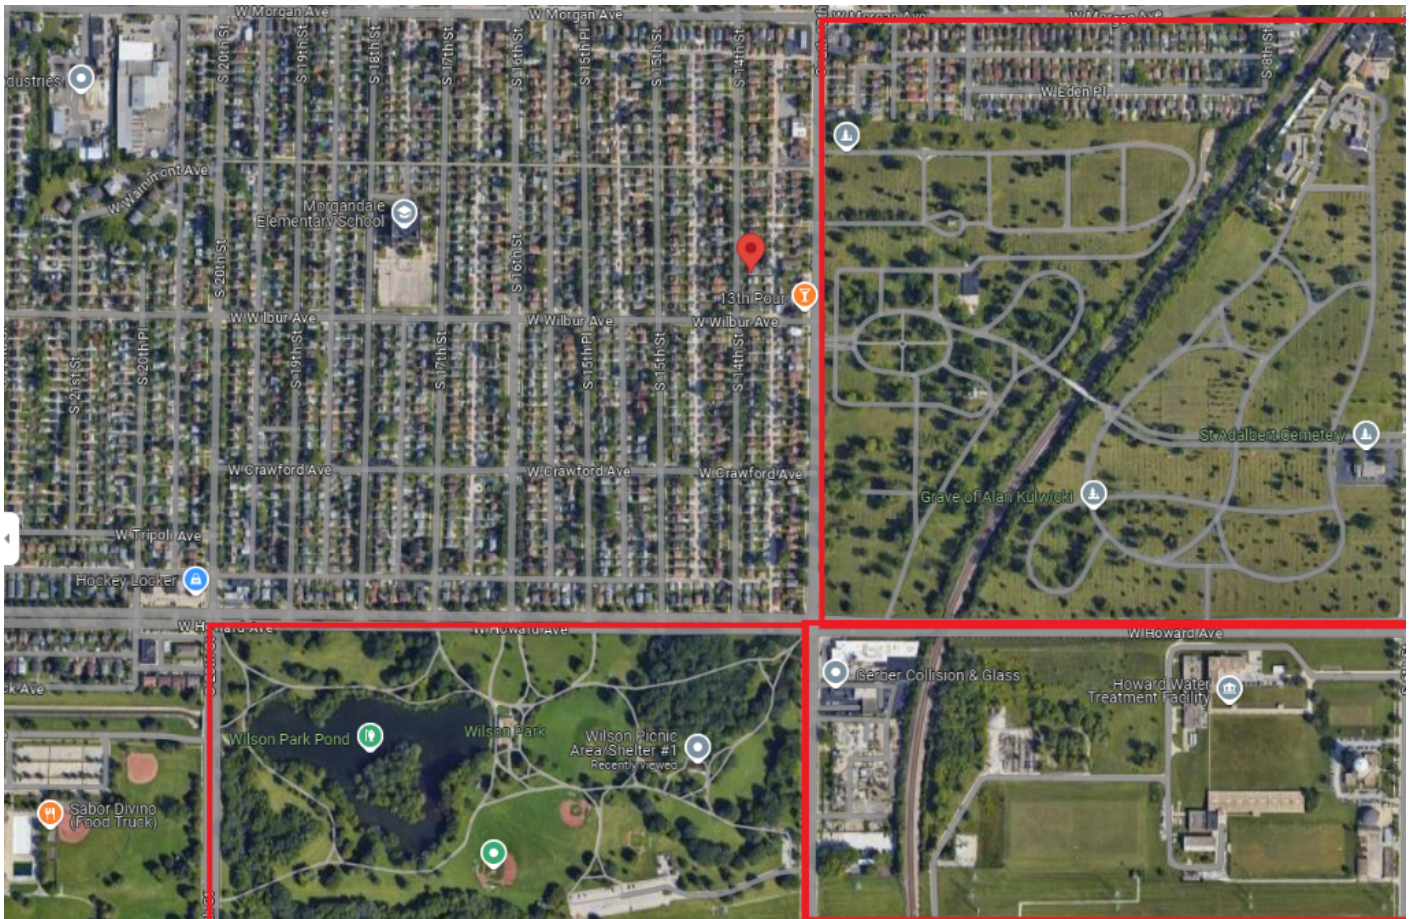 W Morgan Ave
W Morgan Ave
W Morgan Ave
W Morgan Ave
S 20th St
S 19th St
S 18th St
S 17th St
S 16th St
S 15th Pl
S 15th St
S 14th St
S 8th St
dustries
W Eden Pl
W Warnimont Ave
Morgandale
Elementary School
S 20th St
S 16th St
13th Pour
W Wilbur Ave
W Wilbur Ave
W Wilbur Ave
S 21st St
S 20th Pl
S 19th St
S 17th St
S 15th Pl
S 15th St
S 14th St
St Adalbert Cemetery
W Crawford Ave
W Crawford Ave
W Crawford Ave
Grave of Alan Kulwicki
W Tripoli Ave
Hockey Locker
W Howard Ave
W Howard Ave
W Howard Ave
Gerber Collision & Glass
Howard Water
Treatment Facility
ck Ave
Wilson Park Pond
Wilson Park
Wilson Picnic
Area/Shelter #1
Recently viewed
Sabor Divino
(Food Truck)